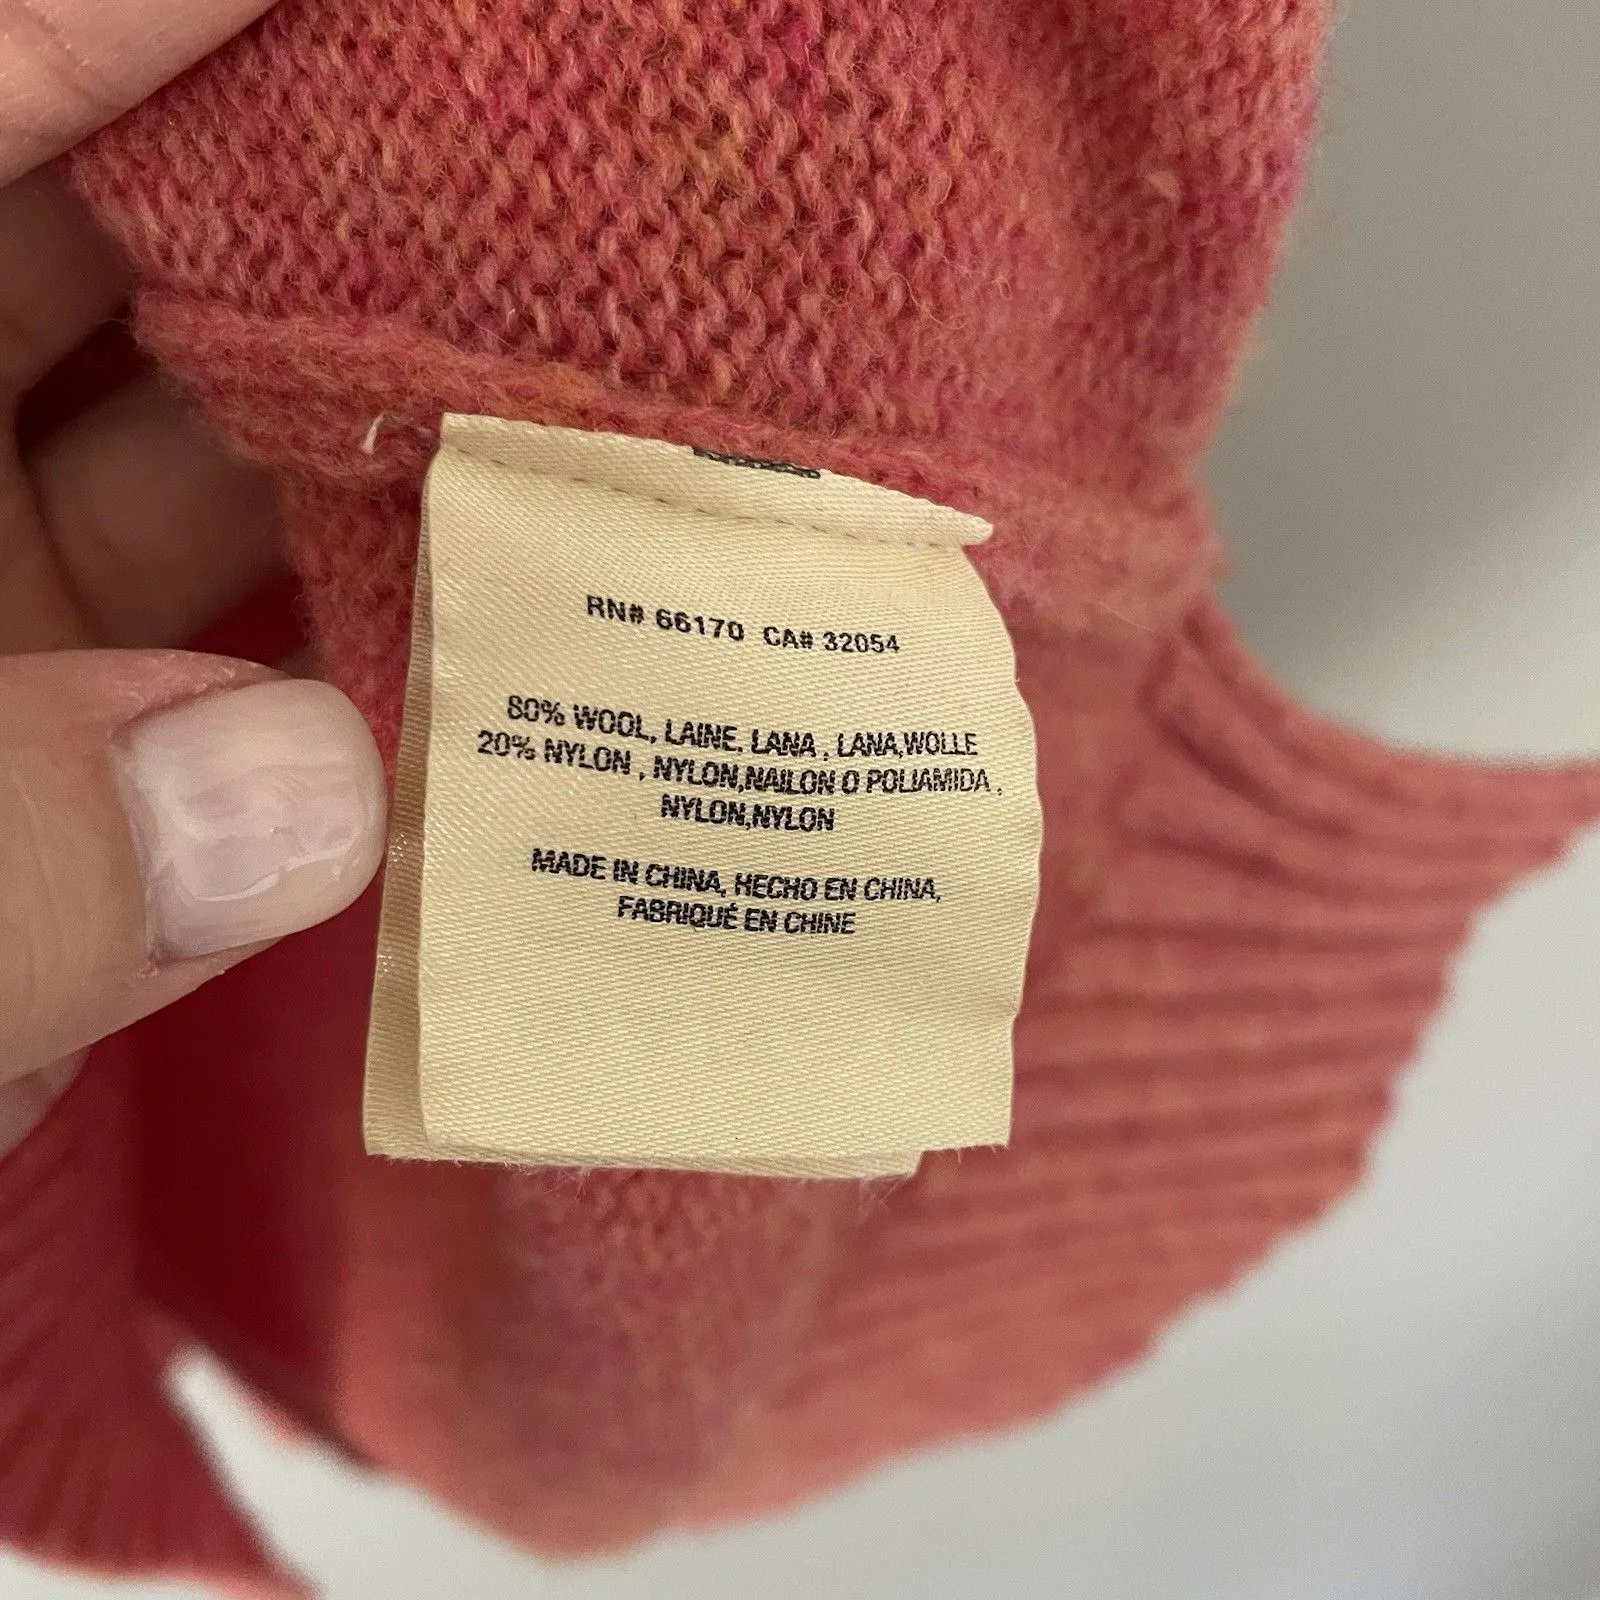 RN# 66170 CA# 32054
80% WOOL, LAINE, LANA , LANA,WOLLE
20% NYLON , NYLON,NAILON O POLIAMIDA ,
NYLON,NYLON
MADE IN CHINA, HECHO EN CHINA,
FABRIQUÉ EN CHINE